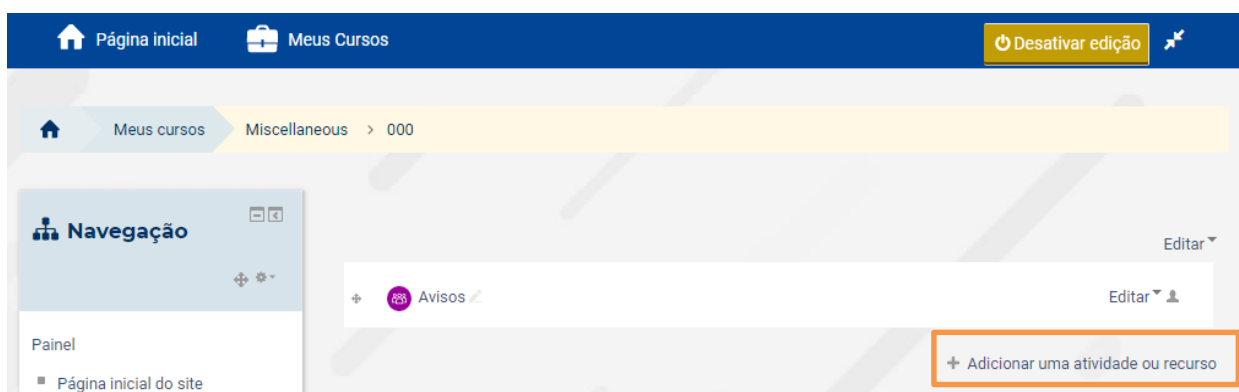 Página inicial Meus Cursos Desativar edição
Meus cursos Miscellaneous > 000
Navegação
Editar
Avisos Editar
Painel
+ Adicionar uma atividade ou recurso
Página inicial do site